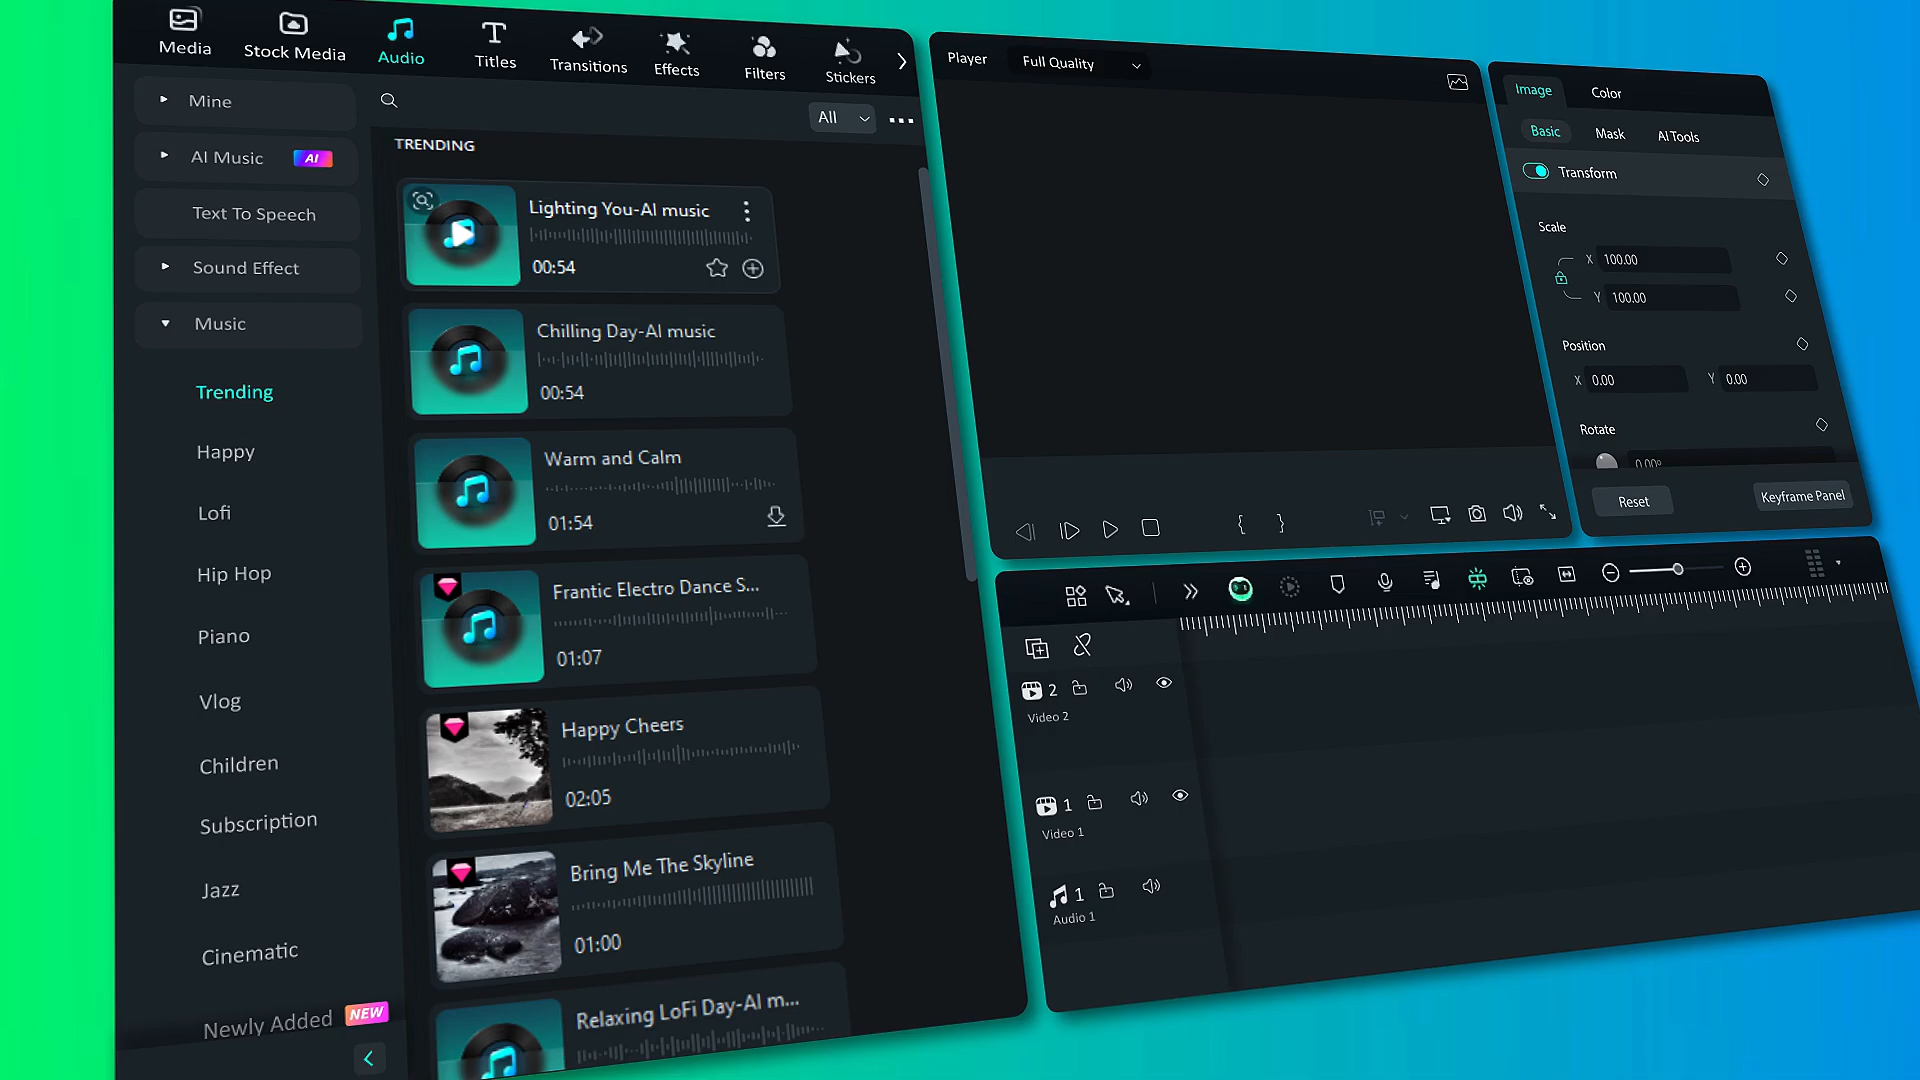 Media
Stock Media
Audio
Titles
Transitions
Effects
Filters
Stickers
Mine
AI Music
AI
Text To Speech
Sound Effect
Music
Trending
Happy
Lofi
Hip Hop
Piano
Vlog
Children
Subscription
Jazz
Cinematic
Newly Added
NEW
All
TRENDING
Lighting You-AI music
00:54
Chilling Day-AI music
00:54
Warm and Calm
01:54
Frantic Electro Dance S...
01:07
Happy Cheers
02:05
Bring Me The Skyline
01:00
Relaxing LoFi Day-AI m...
Player
Full Quality
{ }
Image
Color
Basic
Mask
AI Tools
Transform
Scale
X 100.00
Y 100.00
Position
X 0.00
Y 0.00
Rotate
0.00°
Reset
Keyframe Panel
2
Video 2
1
Video 1
1
Audio 1